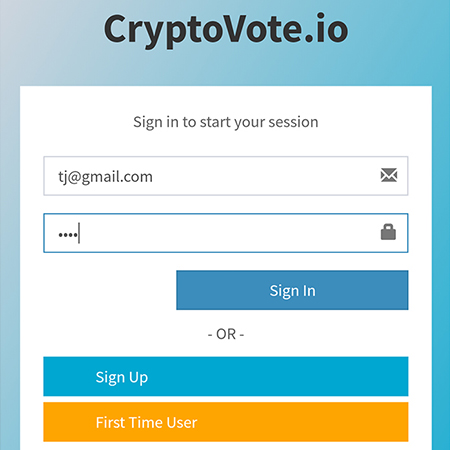 CryptoVote.io
Sign in to start your session
tj@gmail.com
••••
Sign In
- OR -
Sign Up
First Time User